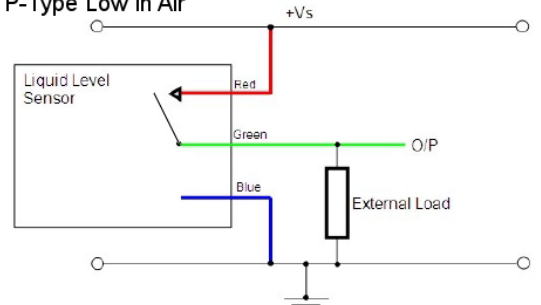 P-Type Low in Air
+Vs
Liquid Level
Sensor
Red
Green
O/P
Blue
External Load